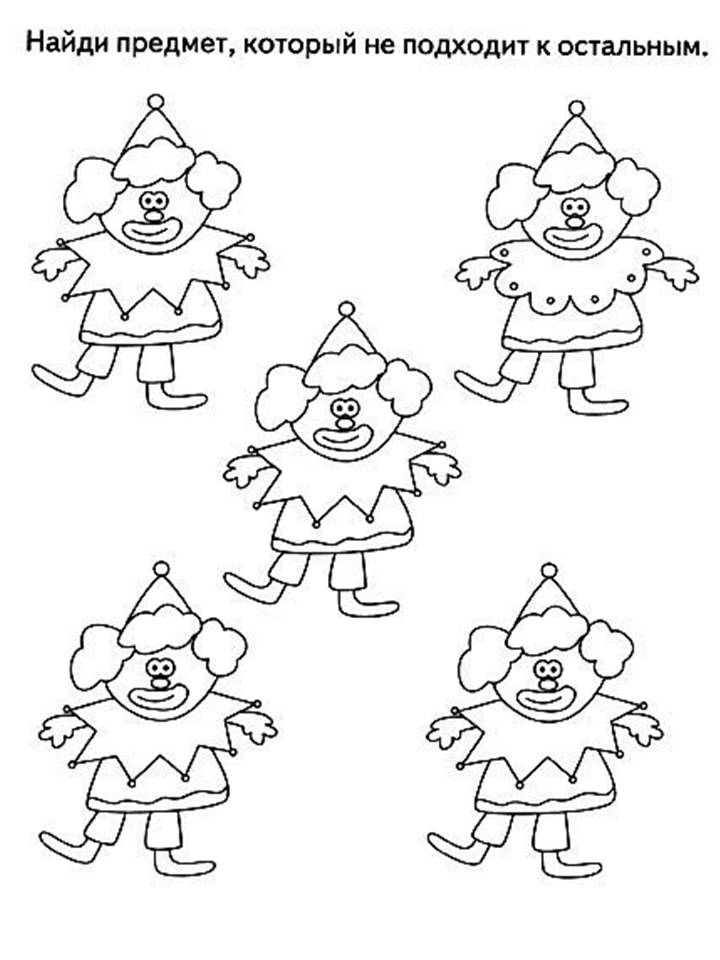 Найди предмет, который не подходит к остальным.